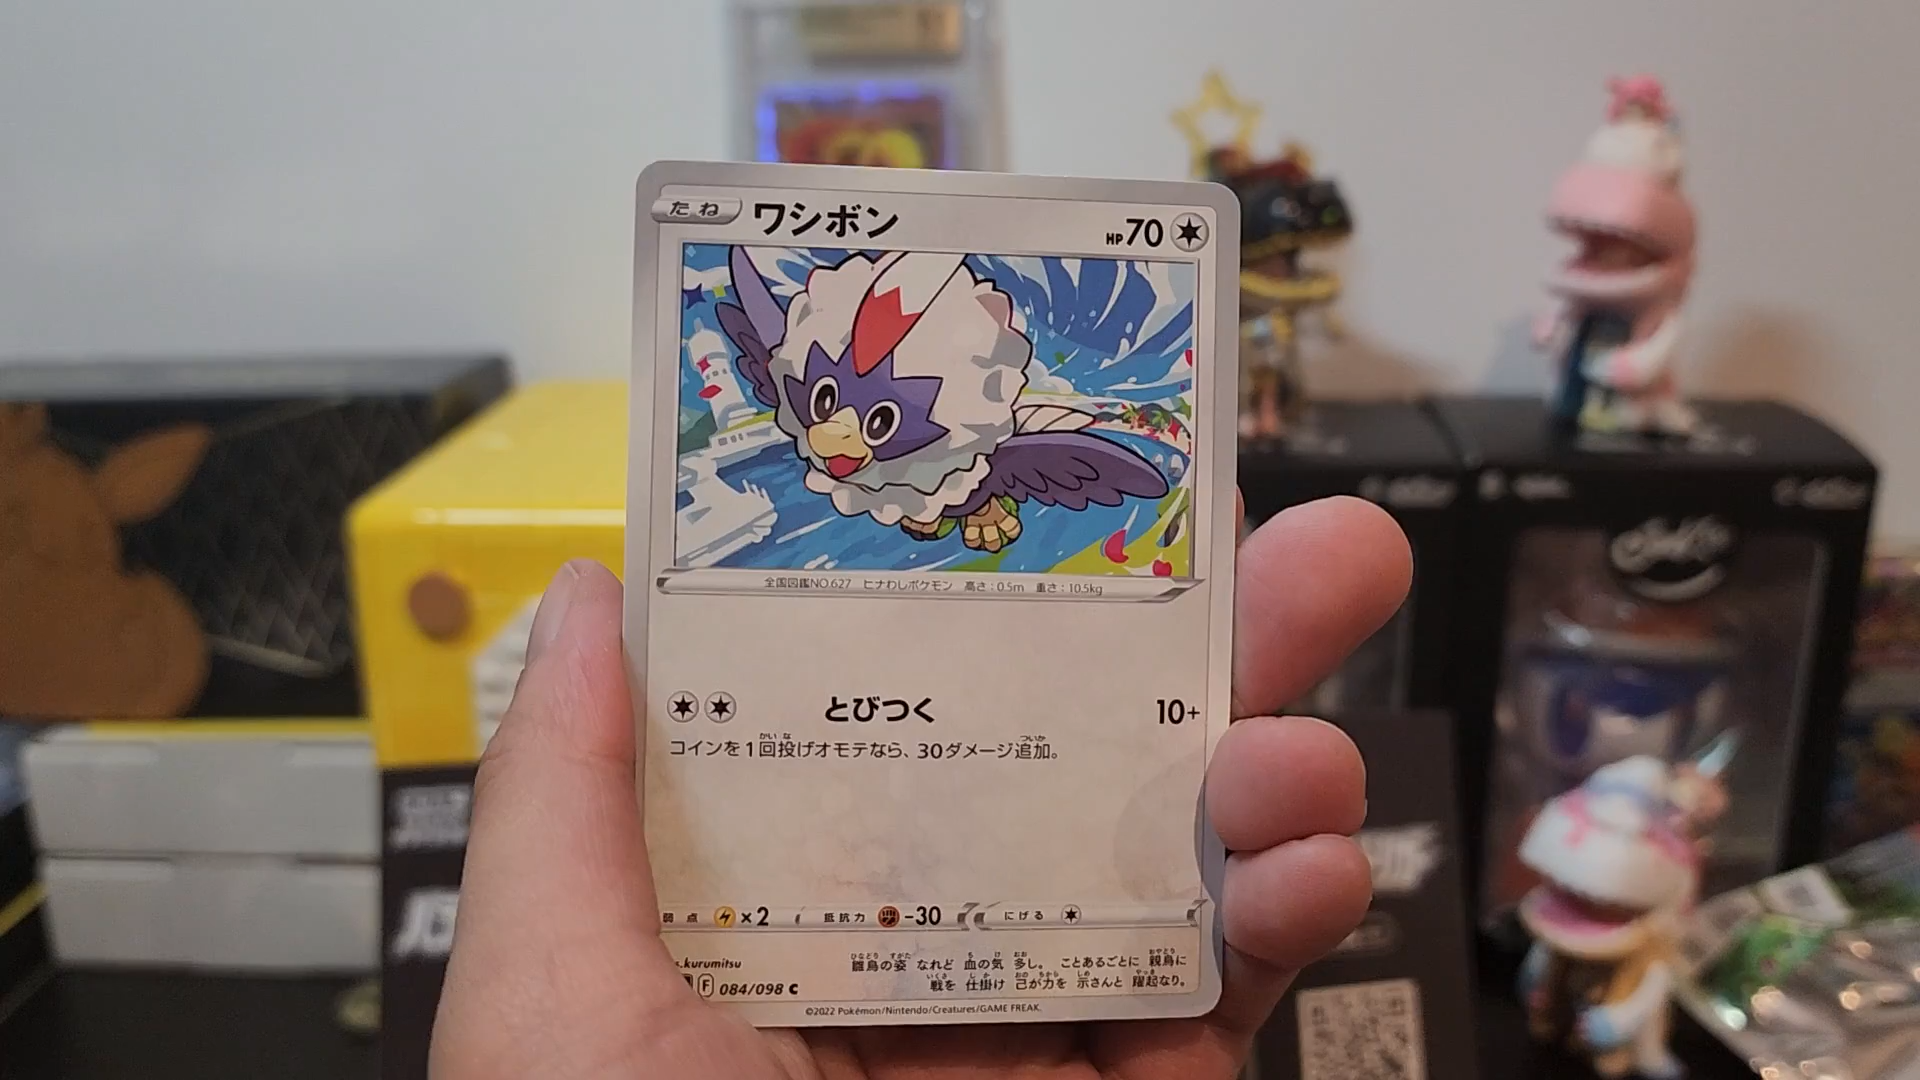 たね ワシボン HP70
全国図鑑NO.627 ヒナわしポケモン 高さ:0.5m 重さ:10.5kg
とびつく 10+
コインを1回投げオモテなら、30ダメージ追加。
弱点 ×2 抵抗力 -30 にげる
s.kurumitsu
F 084/098 C
雛鳥の姿 なれど 血の気 多し。 ことあるごとに 親鳥に
戦を 仕掛け 己が力を 示さんと 躍起なり。
©2022 Pokémon/Nintendo/Creatures/GAME FREAK.